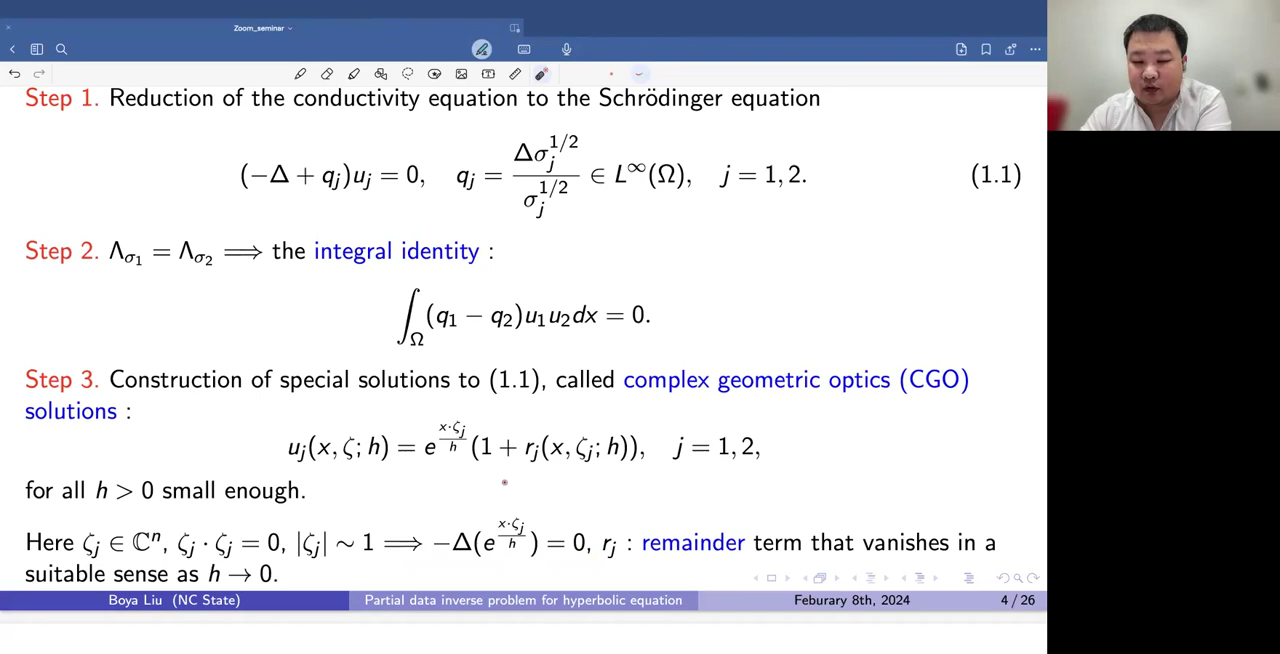 Zoom_seminar
Step 1. Reduction of the conductivity equation to the Schrödinger equation
(−Δ + q_j)u_j = 0, q_j = Δσ_j^{1/2} / σ_j^{1/2} ∈ L^∞(Ω), j = 1, 2. (1.1)
Step 2. Λ_{σ_1} = Λ_{σ_2} ⟹ the integral identity :
∫_Ω (q_1 − q_2)u_1 u_2 dx = 0.
Step 3. Construction of special solutions to (1.1), called complex geometric optics (CGO)
solutions :
u_j(x, ζ; h) = e^{x·ζ_j / h}(1 + r_j(x, ζ_j; h)), j = 1, 2,
for all h > 0 small enough.
Here ζ_j ∈ ℂ^n, ζ_j · ζ_j = 0, |ζ_j| ∼ 1 ⟹ −Δ(e^{x·ζ_j / h}) = 0, r_j : remainder term that vanishes in a
suitable sense as h → 0.
Boya Liu (NC State) Partial data inverse problem for hyperbolic equation Feburary 8th, 2024 4 / 26